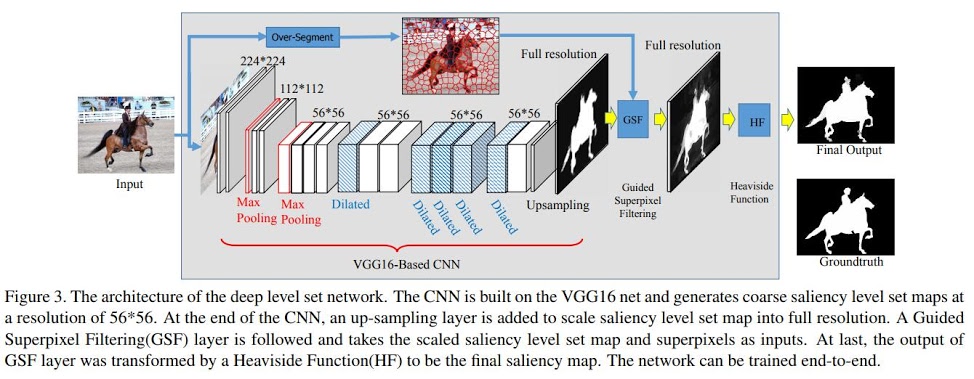 Over-Segment
Full resolution
Full resolution
224*224
112*112
56*56
56*56
56*56
56*56
GSF
HF
Input
Final Output
Max
Pooling
Max
Pooling
Dilated
Dilated
Dilated
Dilated
Dilated
Upsampling
Guided
Superpixel
Filtering
Heaviside
Function
VGG16-Based CNN
Groundtruth
Figure 3. The architecture of the deep level set network. The CNN is built on the VGG16 net and generates coarse saliency level set maps at
a resolution of 56*56. At the end of the CNN, an up-sampling layer is added to scale saliency level set map into full resolution. A Guided
Superpixel Filtering(GSF) layer is followed and takes the scaled saliency level set map and superpixels as inputs. At last, the output of
GSF layer was transformed by a Heaviside Function(HF) to be the final saliency map. The network can be trained end-to-end.